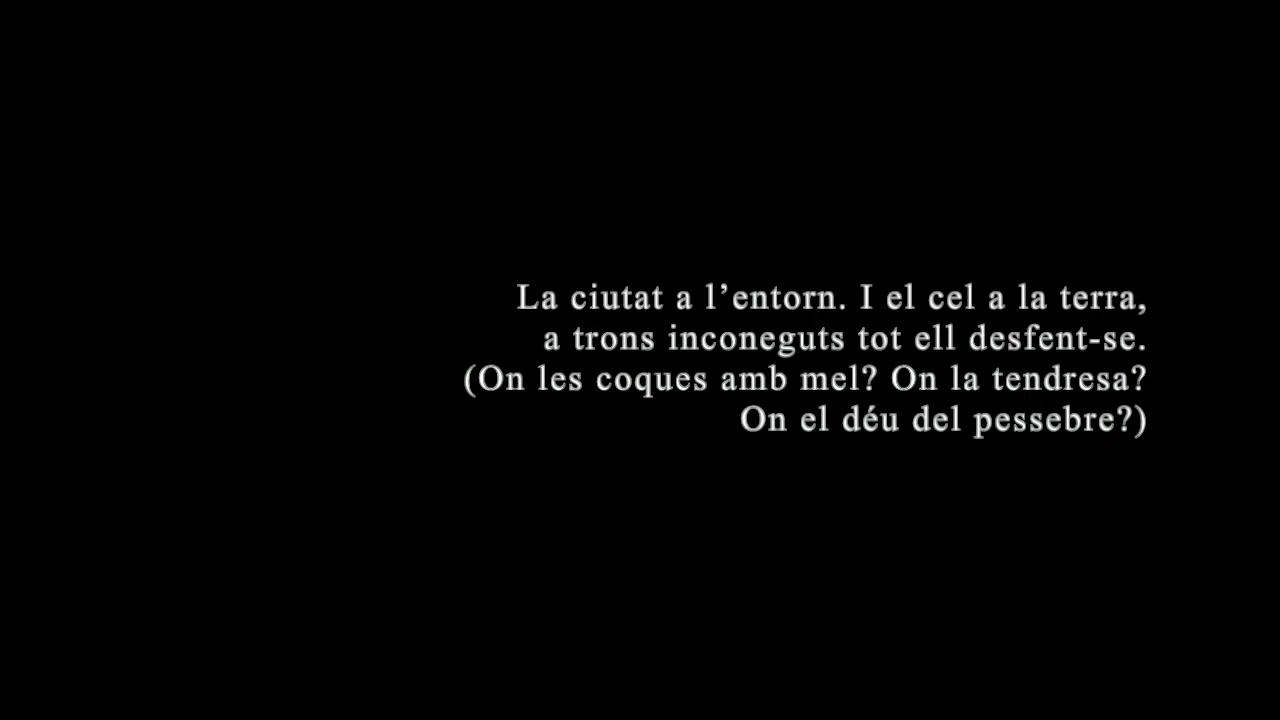 La ciutat a l’entorn. I el cel a la terra,
a trons inconeguts tot ell desfent-se.
(On les coques amb mel? On la tendresa?
On el déu del pessebre?)